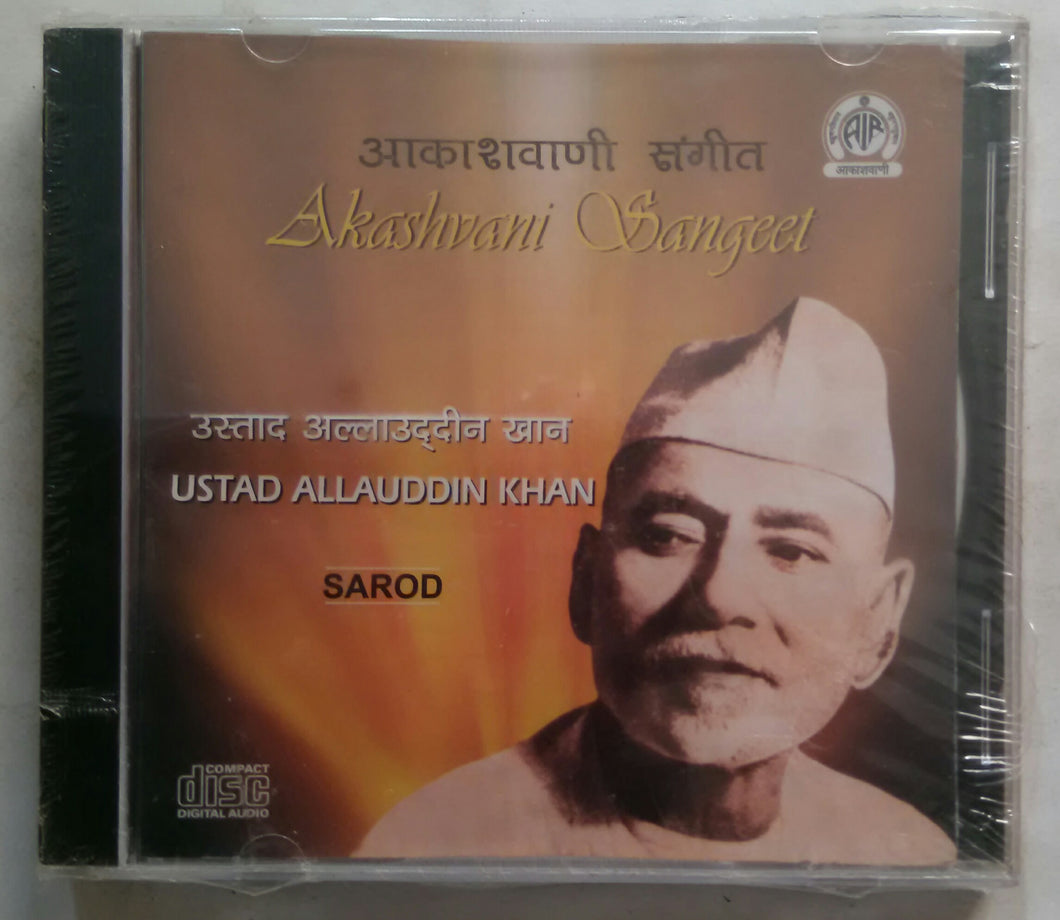 आकाशवाणी संगीत
Akashvani Sangeet
AIR
आकाशवाणी
उस्ताद अल्लाउद्दीन खान
USTAD ALLAUDDIN KHAN
SAROD
COMPACT
disc
DIGITAL AUDIO